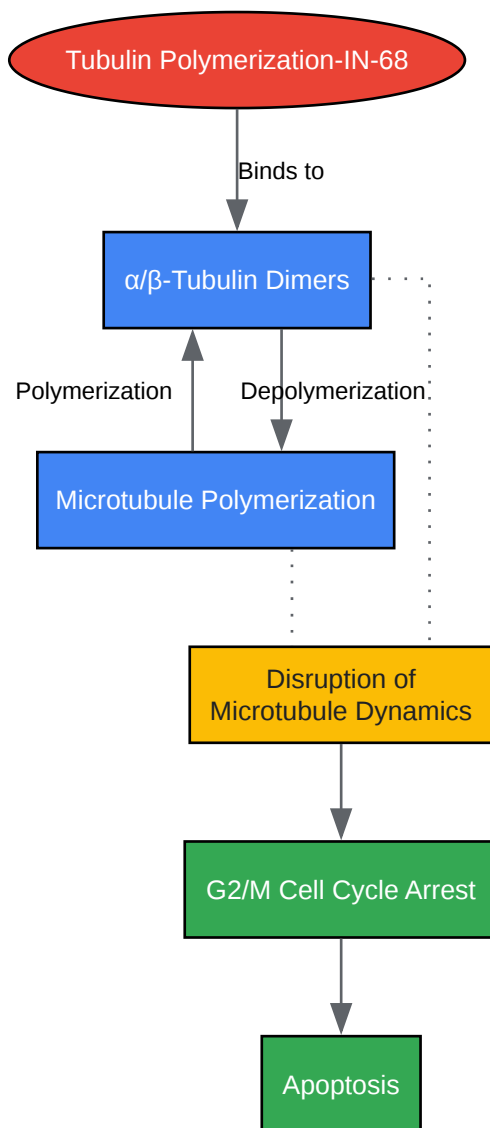 Tubulin Polymerization-IN-68
Binds to
α/β-Tubulin Dimers
Polymerization
Depolymerization
Microtubule Polymerization
Disruption of
Microtubule Dynamics
G2/M Cell Cycle Arrest
Apoptosis